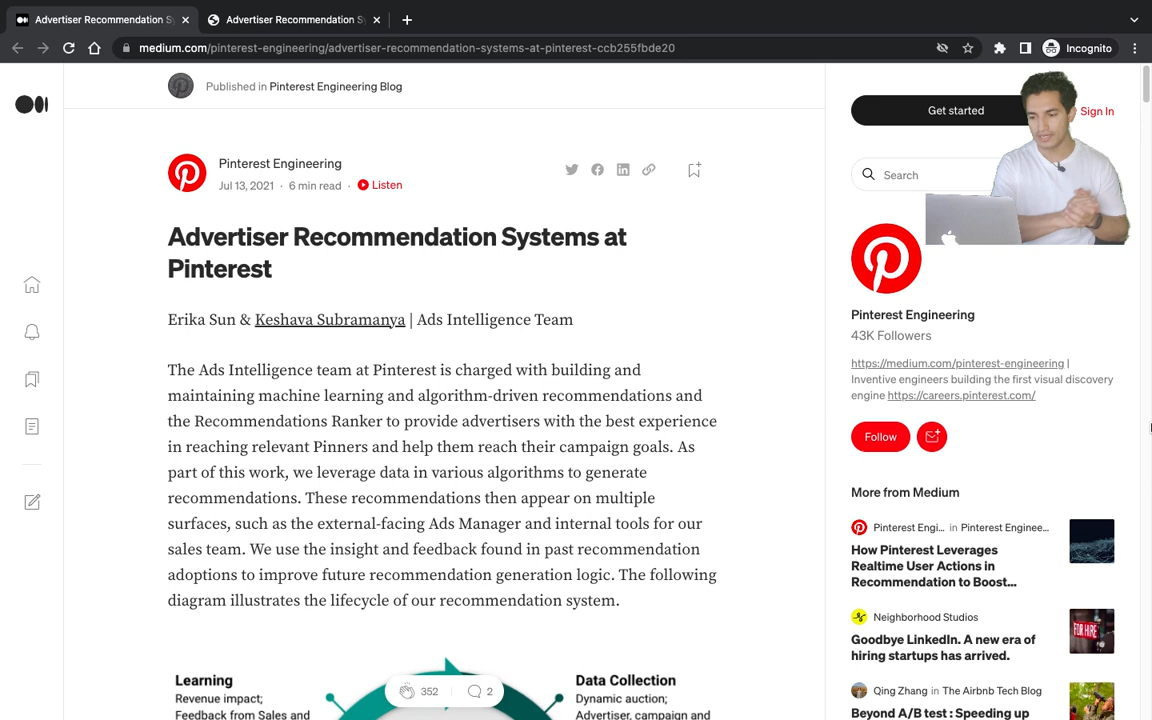 Advertiser Recommendation S
Advertiser Recommendation S
medium.com/pinterest-engineering/advertiser-recommendation-systems-at-pinterest-ccb255fbde20
Incognito
Published in Pinterest Engineering Blog
Get started
Sign In
Search
Pinterest Engineering
Jul 13, 2021 · 6 min read · Listen
Advertiser Recommendation Systems at
Pinterest
Erika Sun & Keshava Subramanya | Ads Intelligence Team
The Ads Intelligence team at Pinterest is charged with building and
maintaining machine learning and algorithm-driven recommendations and
the Recommendations Ranker to provide advertisers with the best experience
in reaching relevant Pinners and help them reach their campaign goals. As
part of this work, we leverage data in various algorithms to generate
recommendations. These recommendations then appear on multiple
surfaces, such as the external-facing Ads Manager and internal tools for our
sales team. We use the insight and feedback found in past recommendation
adoptions to improve future recommendation generation logic. The following
diagram illustrates the lifecycle of our recommendation system.
Learning
Revenue impact;
Feedback from Sales and
352
2
Data Collection
Dynamic auction;
Advertiser, campaign and
Pinterest Engineering
43K Followers
https://medium.com/pinterest-engineering |
Inventive engineers building the first visual discovery
engine https://careers.pinterest.com/
Follow
More from Medium
Pinterest Engi... in Pinterest Enginee...
How Pinterest Leverages
Realtime User Actions in
Recommendation to Boost...
Neighborhood Studios
Goodbye LinkedIn. A new era of
hiring startups has arrived.
FOR HIRE
Qing Zhang in The Airbnb Tech Blog
Beyond A/B test : Speeding up